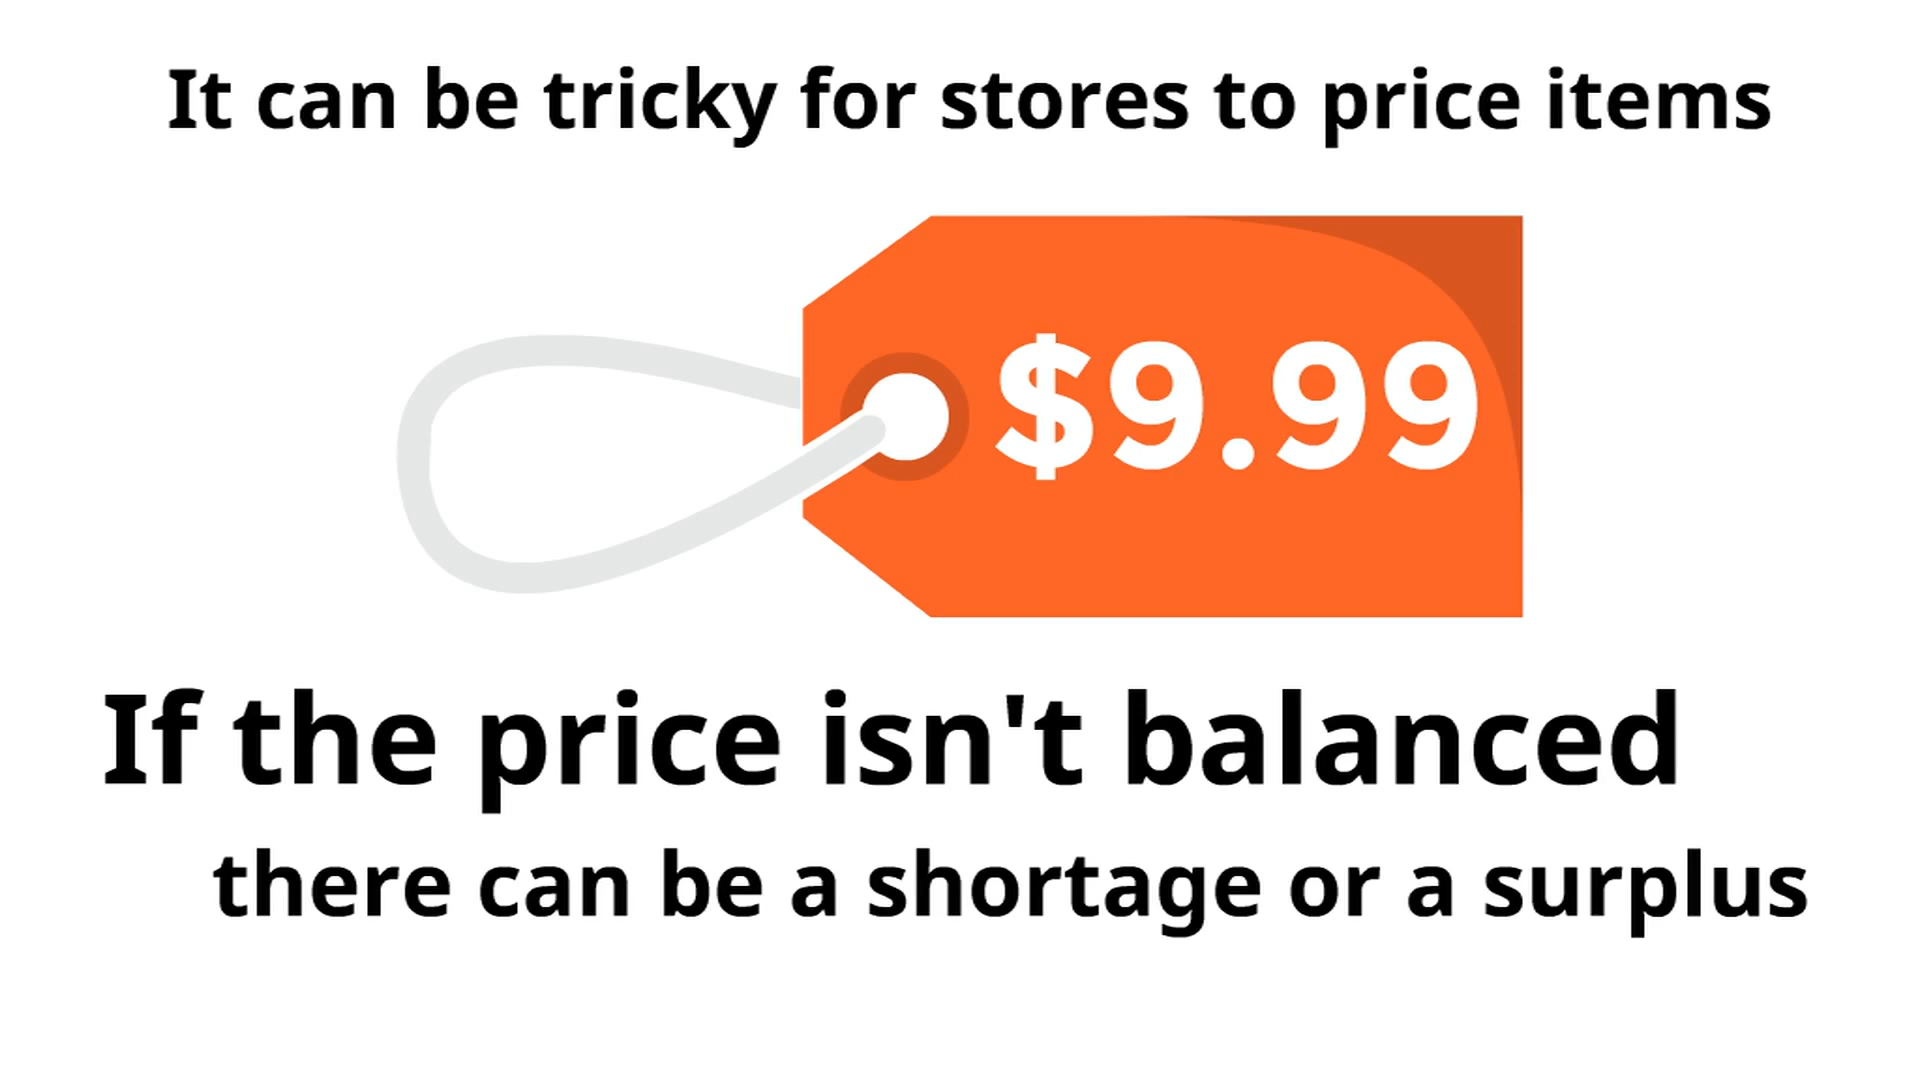 It can be tricky for stores to price items
$9.99
If the price isn't balanced
there can be a shortage or a surplus